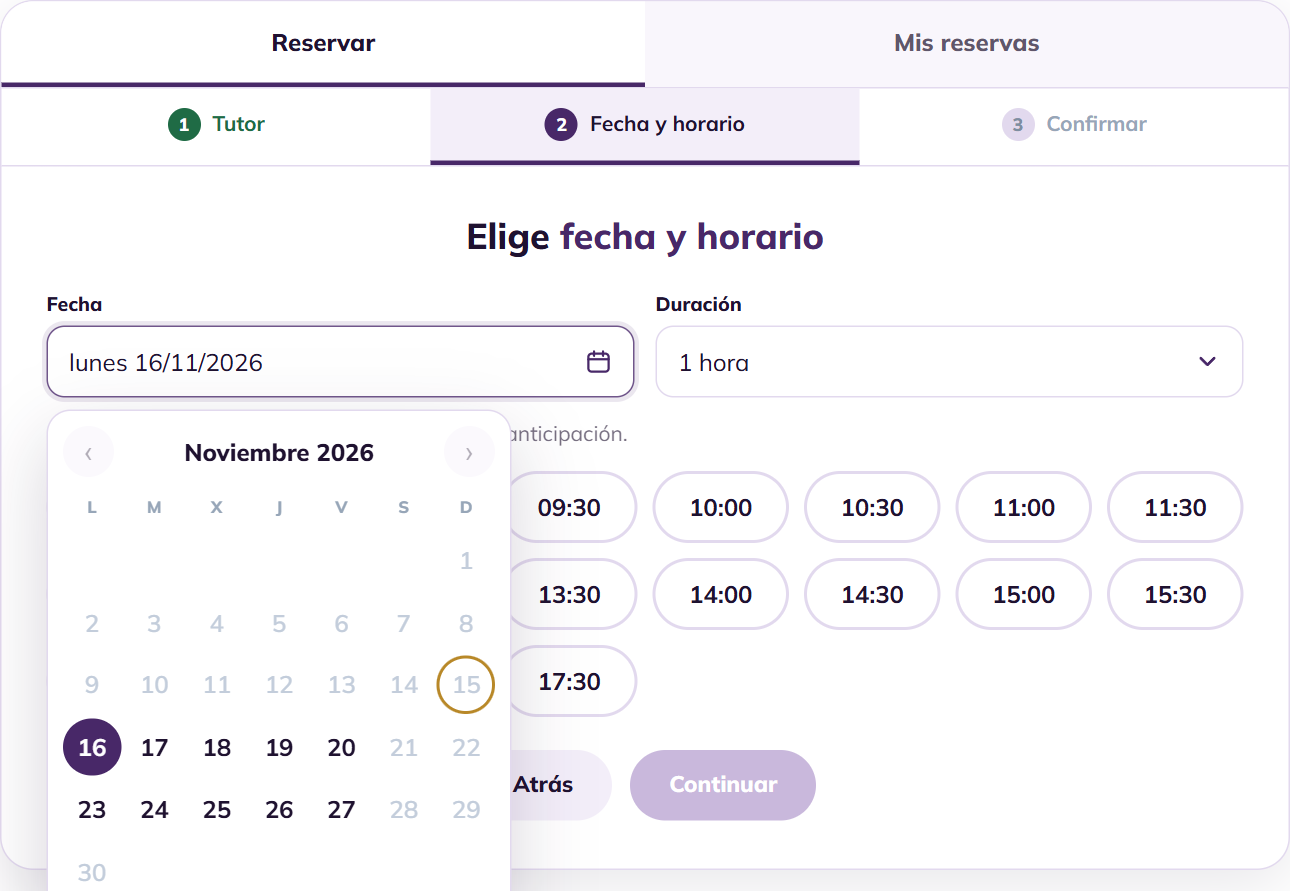 Reservar Mis reservas
1 Tutor 2 Fecha y horario 3 Confirmar
Elige fecha y horario
Fecha Duración
lunes 16/11/2026 1 hora
anticipación.
‹ Noviembre 2026 ›
L M X J V S D
1
2 3 4 5 6 7 8
9 10 11 12 13 14 15
16 17 18 19 20 21 22
23 24 25 26 27 28 29
30
09:30 10:00 10:30 11:00 11:30
13:30 14:00 14:30 15:00 15:30
17:30
Atrás Continuar